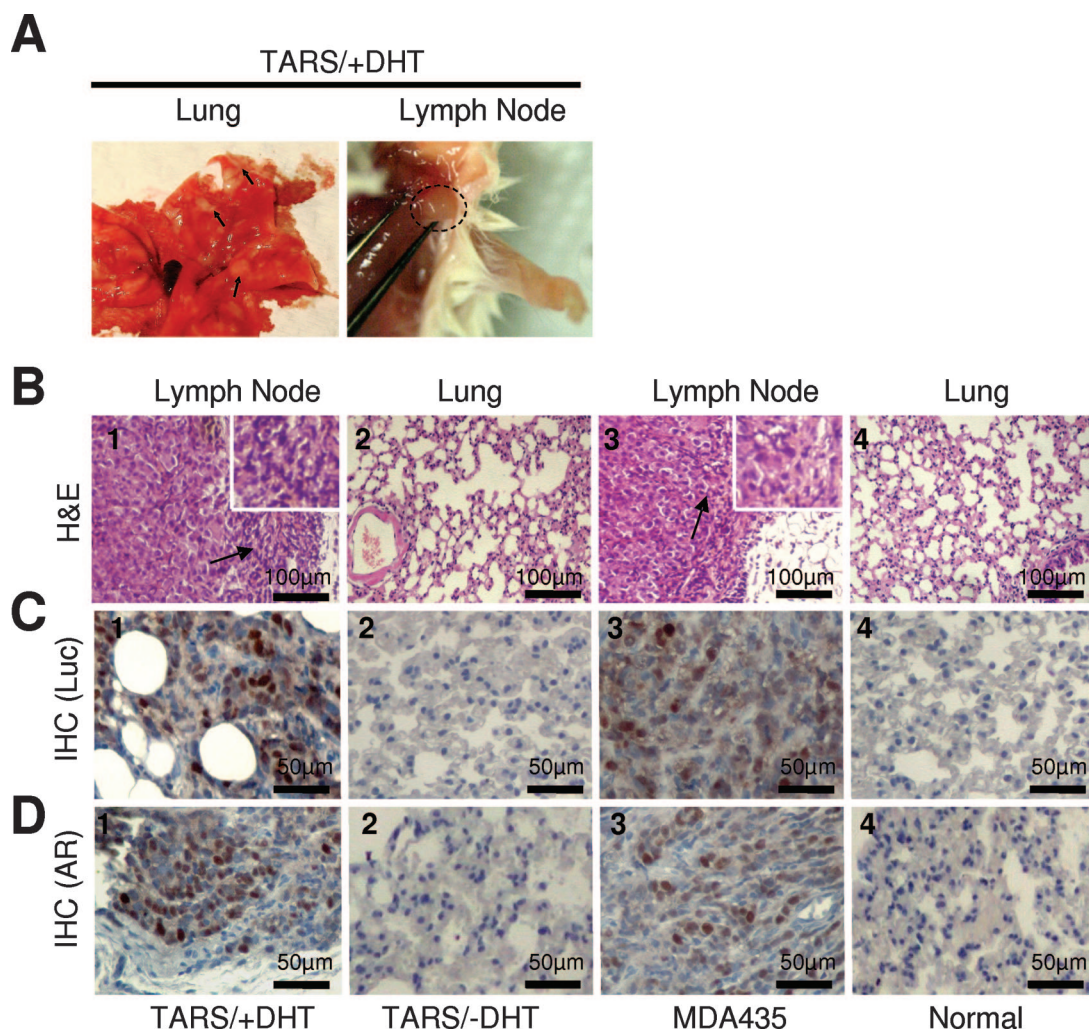 A
TARS/+DHT
Lung Lymph Node
B
Lymph Node Lung Lymph Node Lung
H&E
1 2 3 4
100µm 100µm 100µm 100µm
C
IHC (Luc)
1 2 3 4
50µm 50µm 50µm 50µm
D
IHC (AR)
1 2 3 4
50µm 50µm 50µm 50µm
TARS/+DHT TARS/-DHT MDA435 Normal